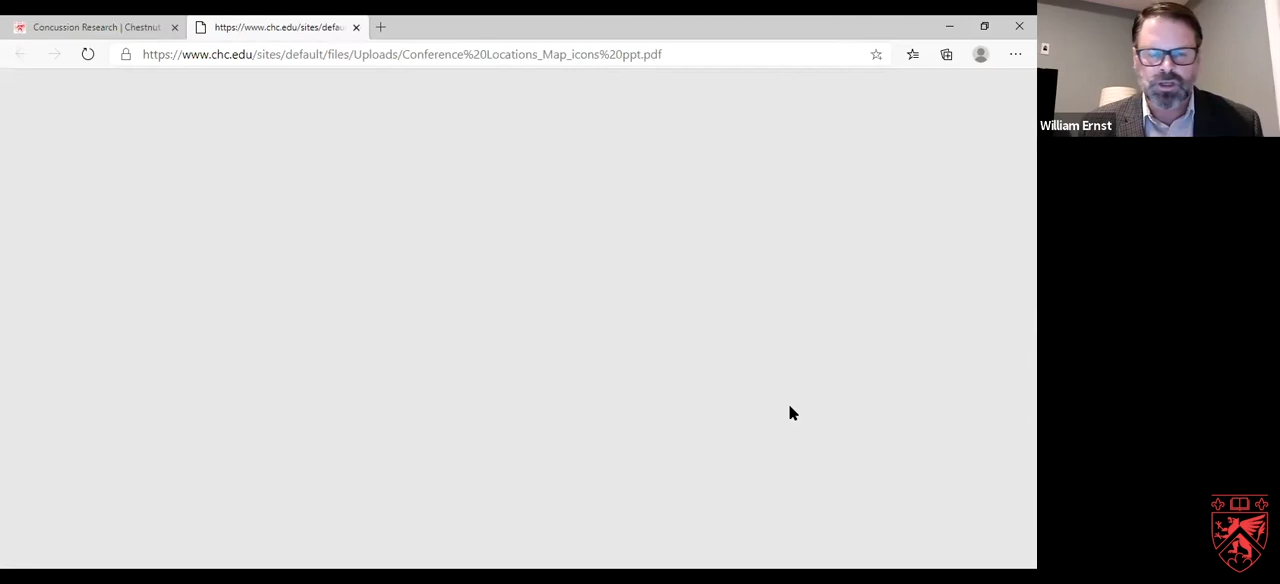 Concussion Research | Chestnut
https://www.chc.edu/sites/defau
https://www.chc.edu/sites/default/files/Uploads/Conference%20Locations_Map_icons%20ppt.pdf
William Ernst